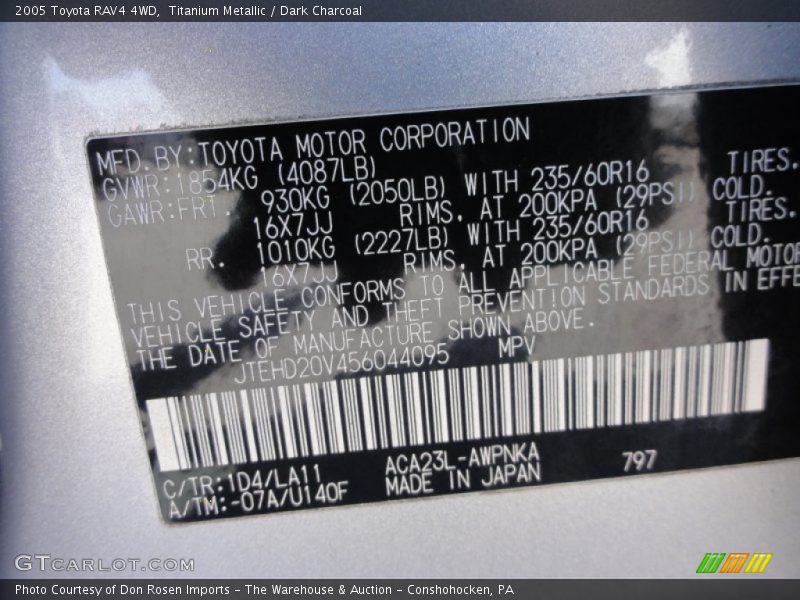 2005 Toyota RAV4 4WD, Titanium Metallic / Dark Charcoal
MFD.BY:TOYOTA MOTOR CORPORATION
GVWR:1854KG (4087LB)
GAWR:FRT. 930KG (2050LB) WITH 235/60R16 TIRES.
16X7JJ RIMS. AT 200KPA (29PSI) COLD.
RR. 1010KG (2227LB) WITH 235/60R16 TIRES.
16X7JJ RIMS. AT 200KPA (29PSI) COLD.
THIS VEHICLE CONFORMS TO ALL APPLICABLE FEDERAL MOTOR
VEHICLE SAFETY AND THEFT PREVENTION STANDARDS IN EFFE
THE DATE OF MANUFACTURE SHOWN ABOVE.
JTEHD20V456044095 MPV
C/TR:1D4/LA11 ACA23L-AWPNKA 797
A/TM:-07A/U140F MADE IN JAPAN
GTCARLOT.COM
Photo Courtesy of Don Rosen Imports – The Warehouse & Auction – Conshohocken, PA